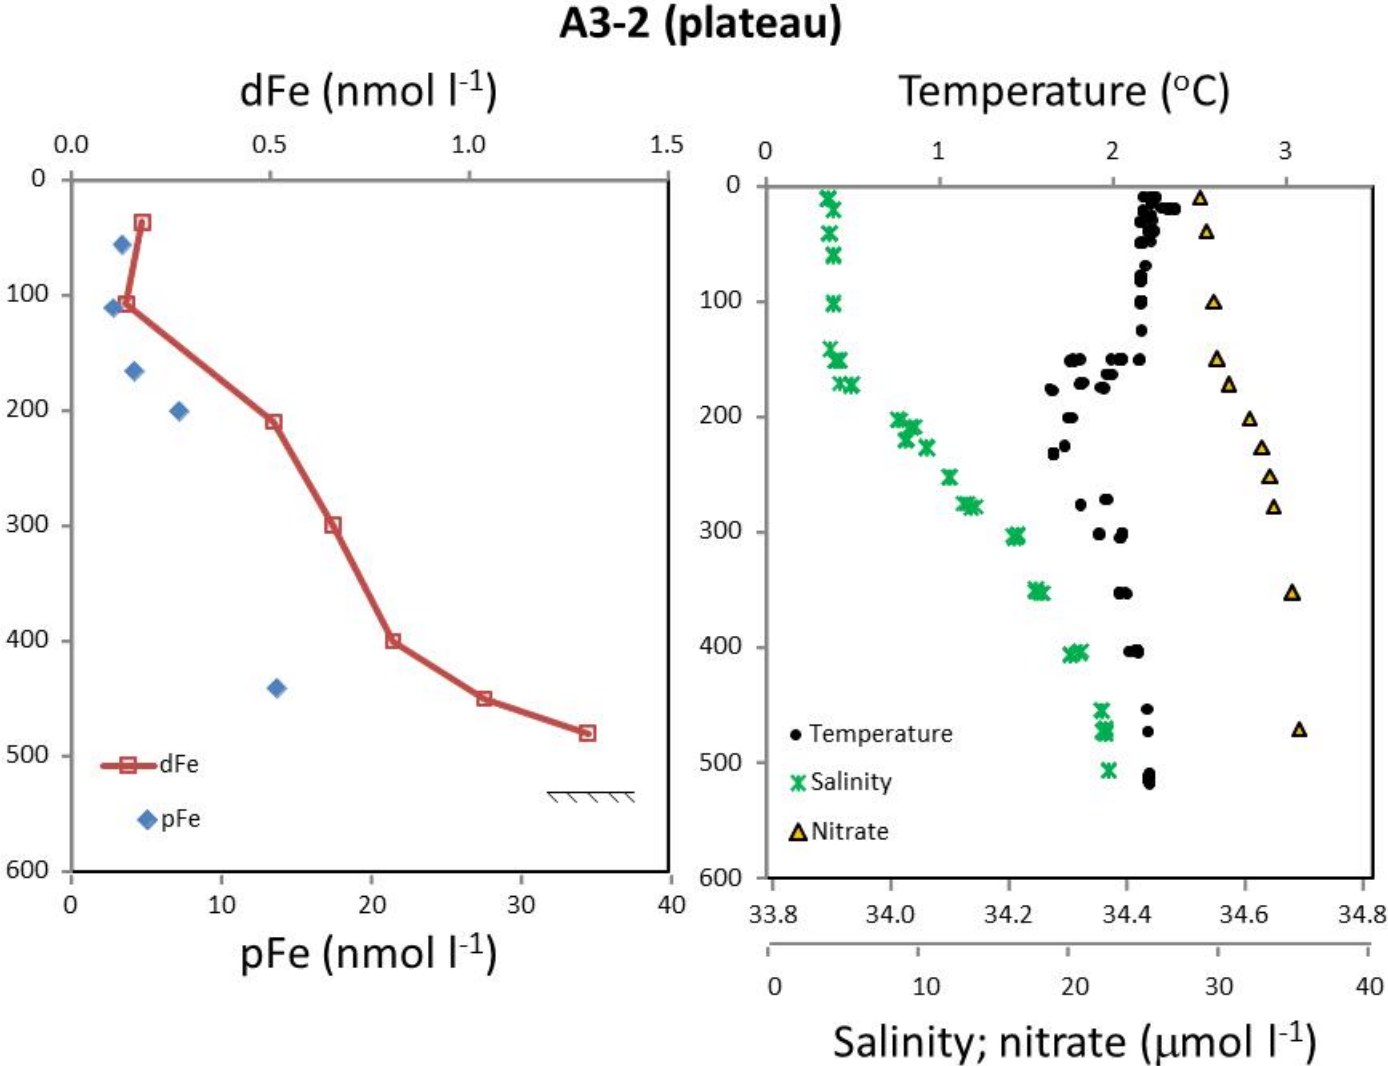 A3-2 (plateau)
dFe (nmol l-1)
0.0 0.5 1.0 1.5
0
100
200
300
400
500
600
dFe
pFe
0 10 20 30 40
pFe (nmol l-1)
Temperature (oC)
0 1 2 3
0
100
200
300
400
500
600
Temperature
Salinity
Nitrate
33.8 34.0 34.2 34.4 34.6 34.8
0 10 20 30 40
Salinity; nitrate (μmol l-1)